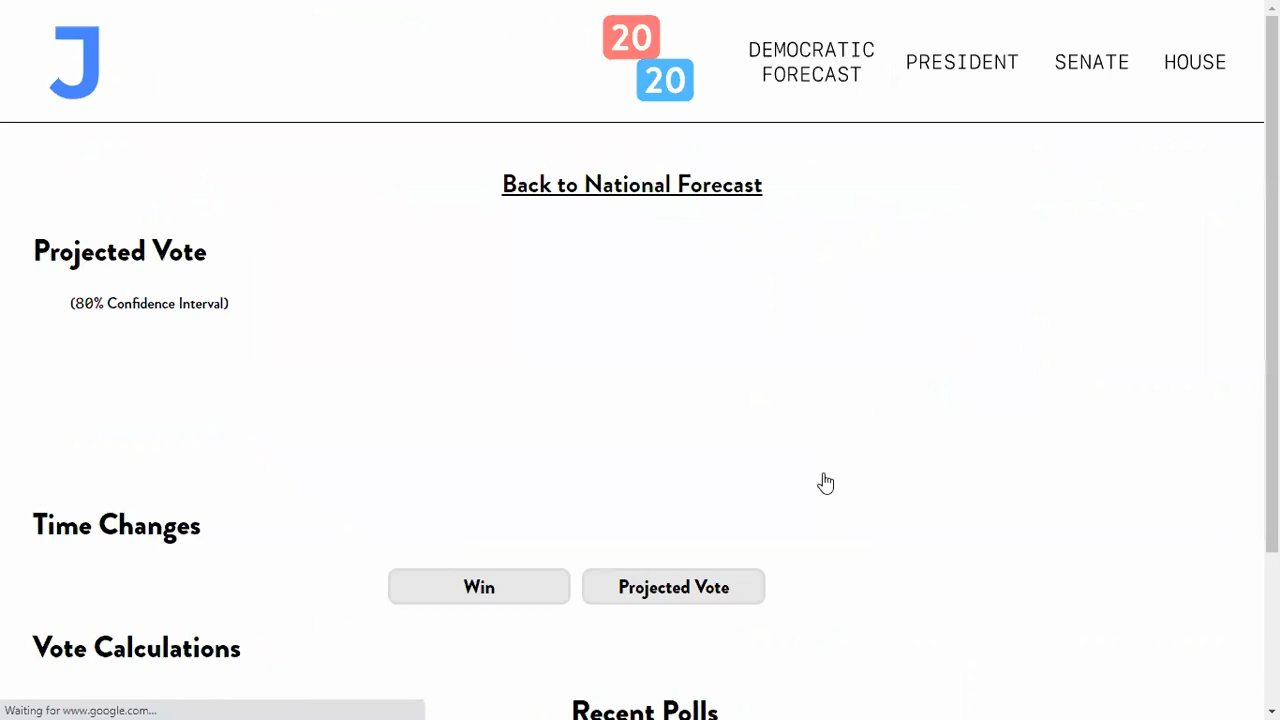 J
20
20
DEMOCRATIC
FORECAST
PRESIDENT
SENATE
HOUSE
Back to National Forecast
Projected Vote
(80% Confidence Interval)
Time Changes
Win
Projected Vote
Vote Calculations
Recent Polls
Waiting for www.google.com...